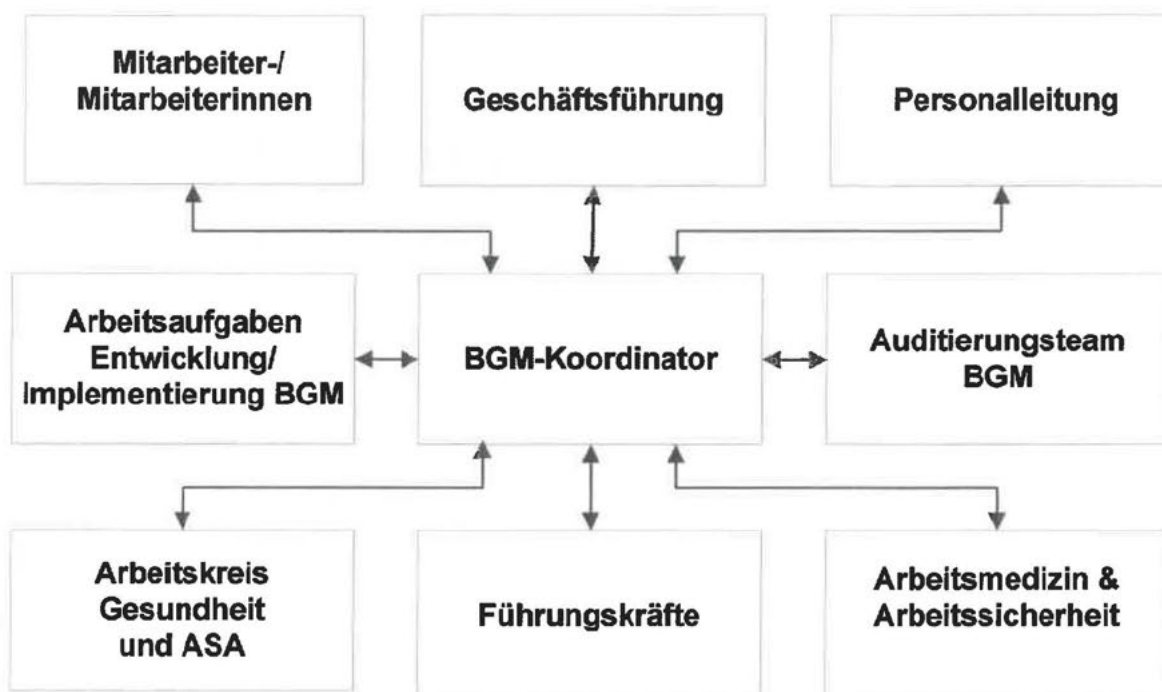 Mitarbeiter-/
Mitarbeiterinnen
Geschäftsführung
Personalleitung
Arbeitsaufgaben
Entwicklung/
Implementierung BGM
BGM-Koordinator
Auditierungsteam
BGM
Arbeitskreis
Gesundheit
und ASA
Führungskräfte
Arbeitsmedizin &
Arbeitssicherheit